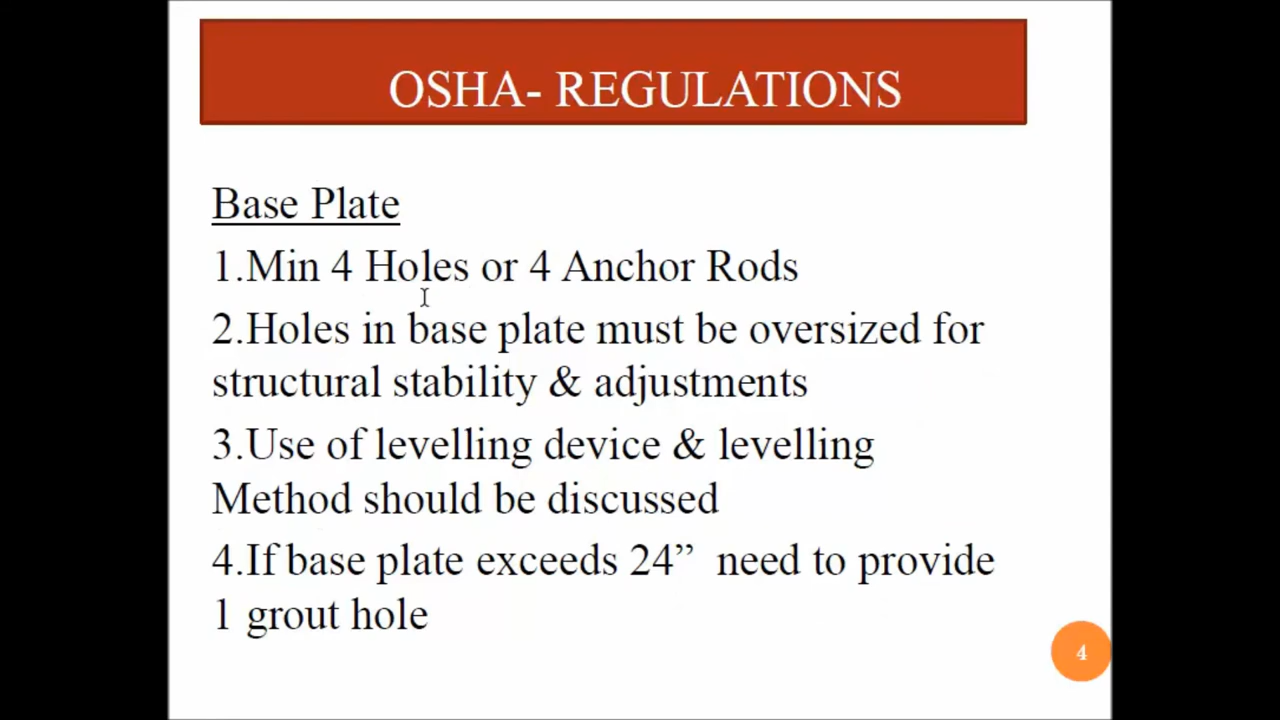 OSHA- REGULATIONS
Base Plate
1.Min 4 Holes or 4 Anchor Rods
2.Holes in base plate must be oversized for
structural stability & adjustments
3.Use of levelling device & levelling
Method should be discussed
4.If base plate exceeds 24”  need to provide
1 grout hole
4